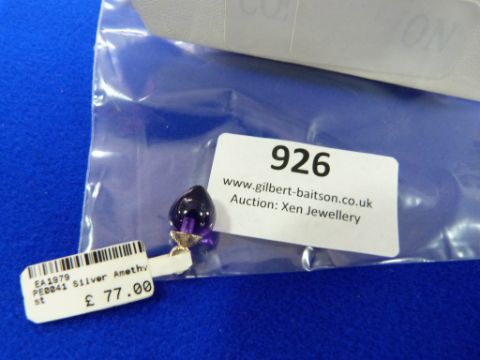 926
www.gilbert-baitson.co.uk
Auction: Xen Jewellery
EA1979
PE0041 Silver Amethy
st
£ 77.00